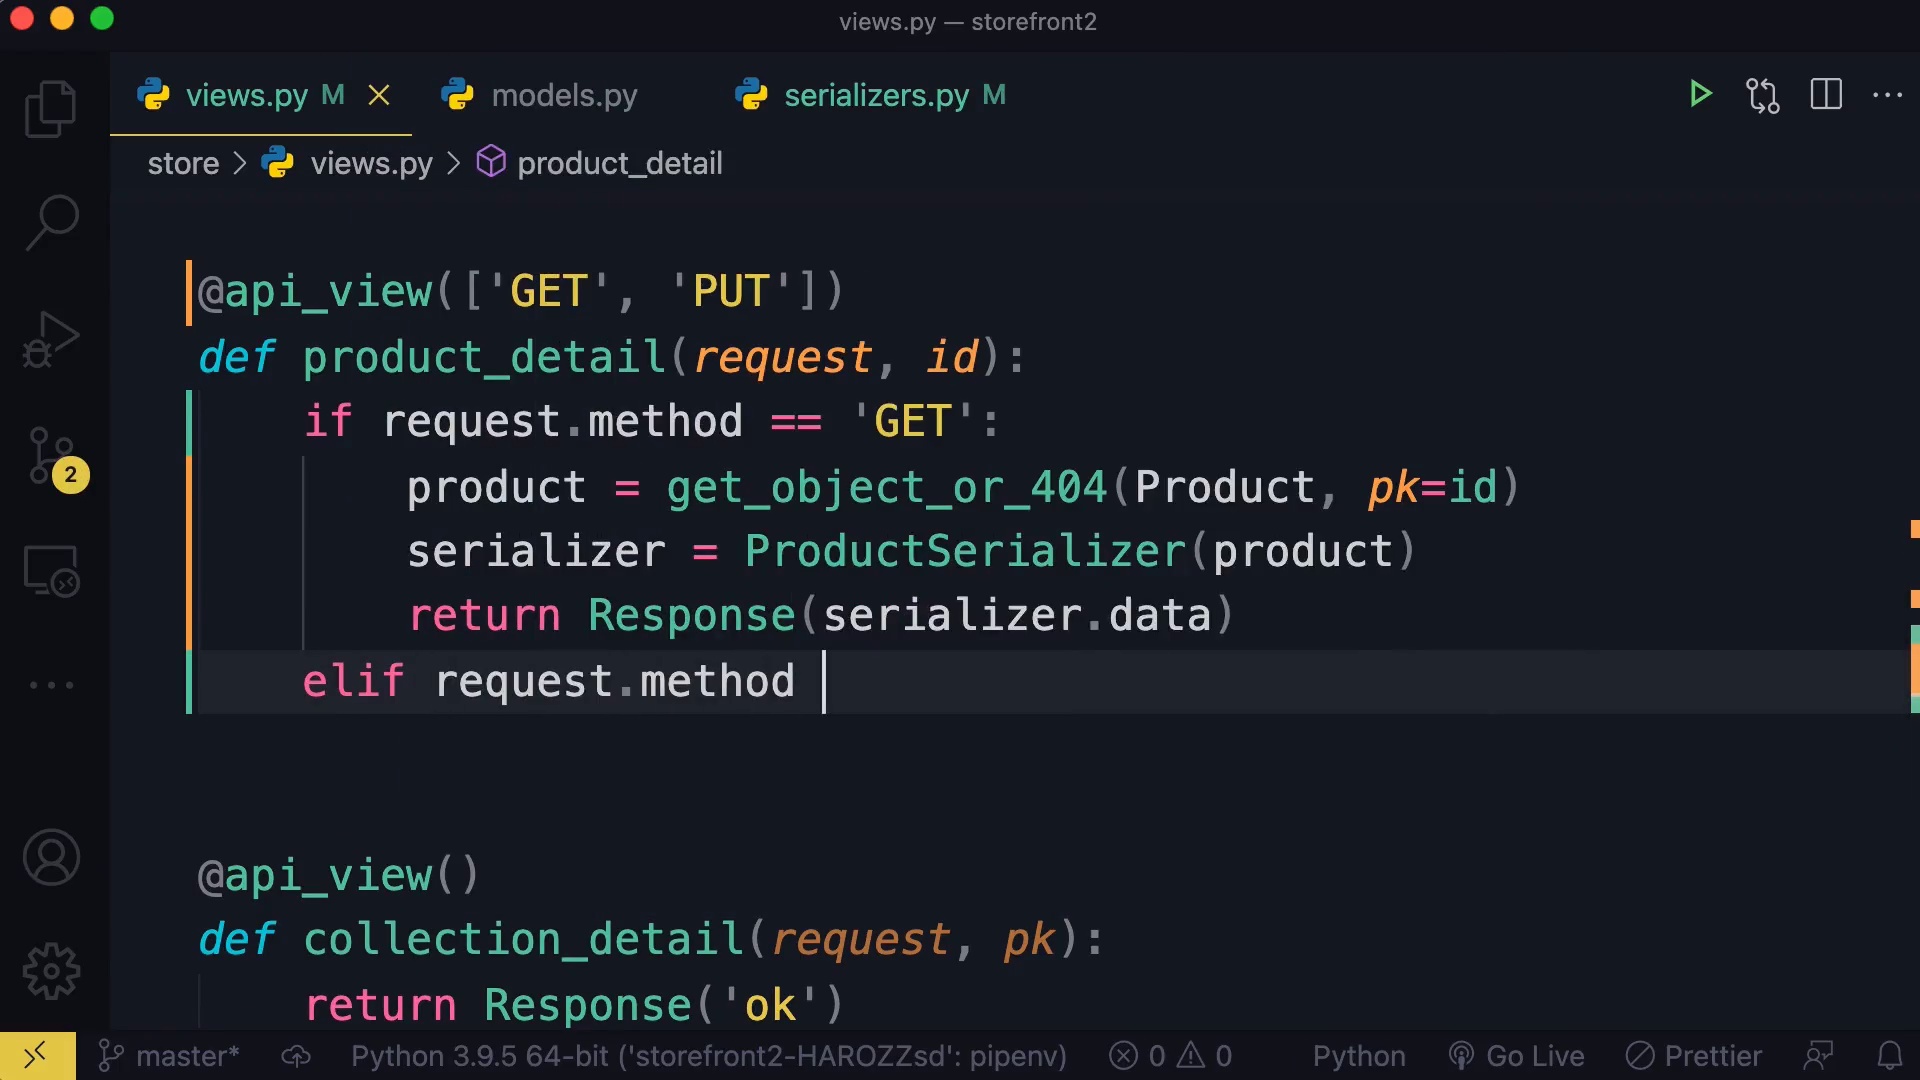 views.py — storefront2
views.py M
models.py
serializers.py M
store > views.py > product_detail
@api_view(['GET', 'PUT'])
def product_detail(request, id):
    if request.method == 'GET':
        product = get_object_or_404(Product, pk=id)
        serializer = ProductSerializer(product)
        return Response(serializer.data)
    elif request.method
2
@api_view()
def collection_detail(request, pk):
    return Response('ok')
master* Python 3.9.5 64-bit ('storefront2-HAROZZsd': pipenv) 0 0 Python Go Live Prettier